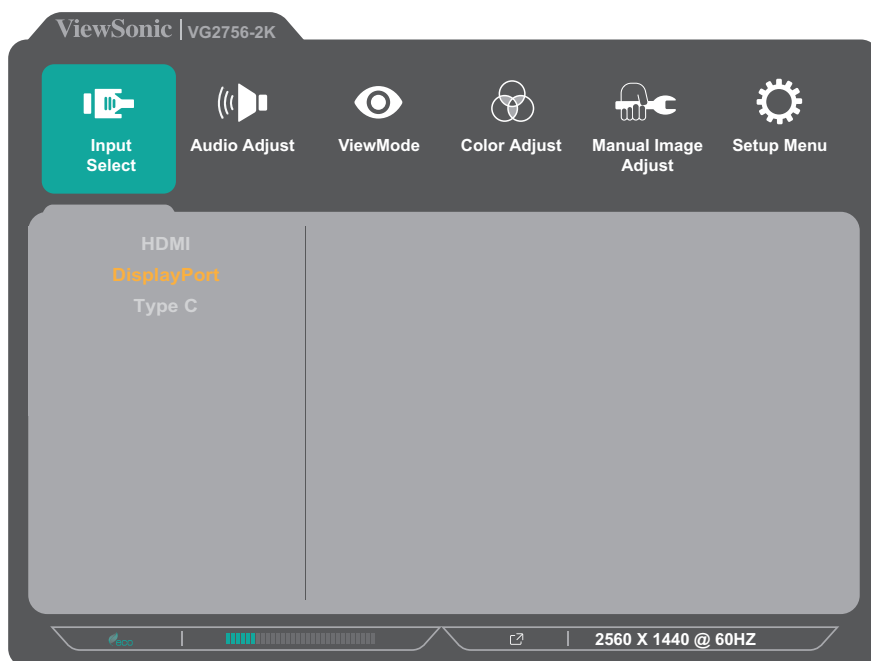 ViewSonic | VG2756-2K
Input Select
Audio Adjust
ViewMode
Color Adjust
Manual Image Adjust
Setup Menu
HDMI
DisplayPort
Type C
eco
2560 X 1440 @ 60HZ